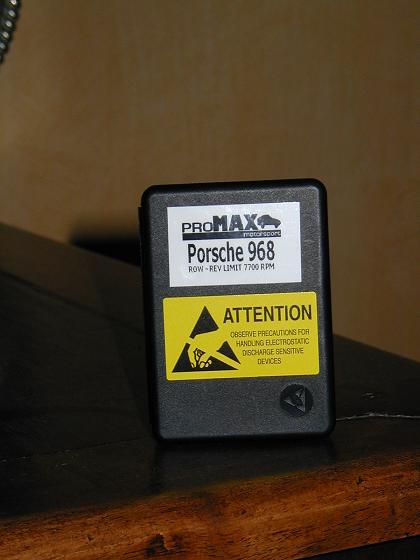 PROMAX
motorsport
Porsche 968
ROW - REV LIMIT 7700 RPM
ATTENTION
OBSERVE PRECAUTIONS FOR
HANDLING ELECTROSTATIC
DISCHARGE SENSITIVE
DEVICES